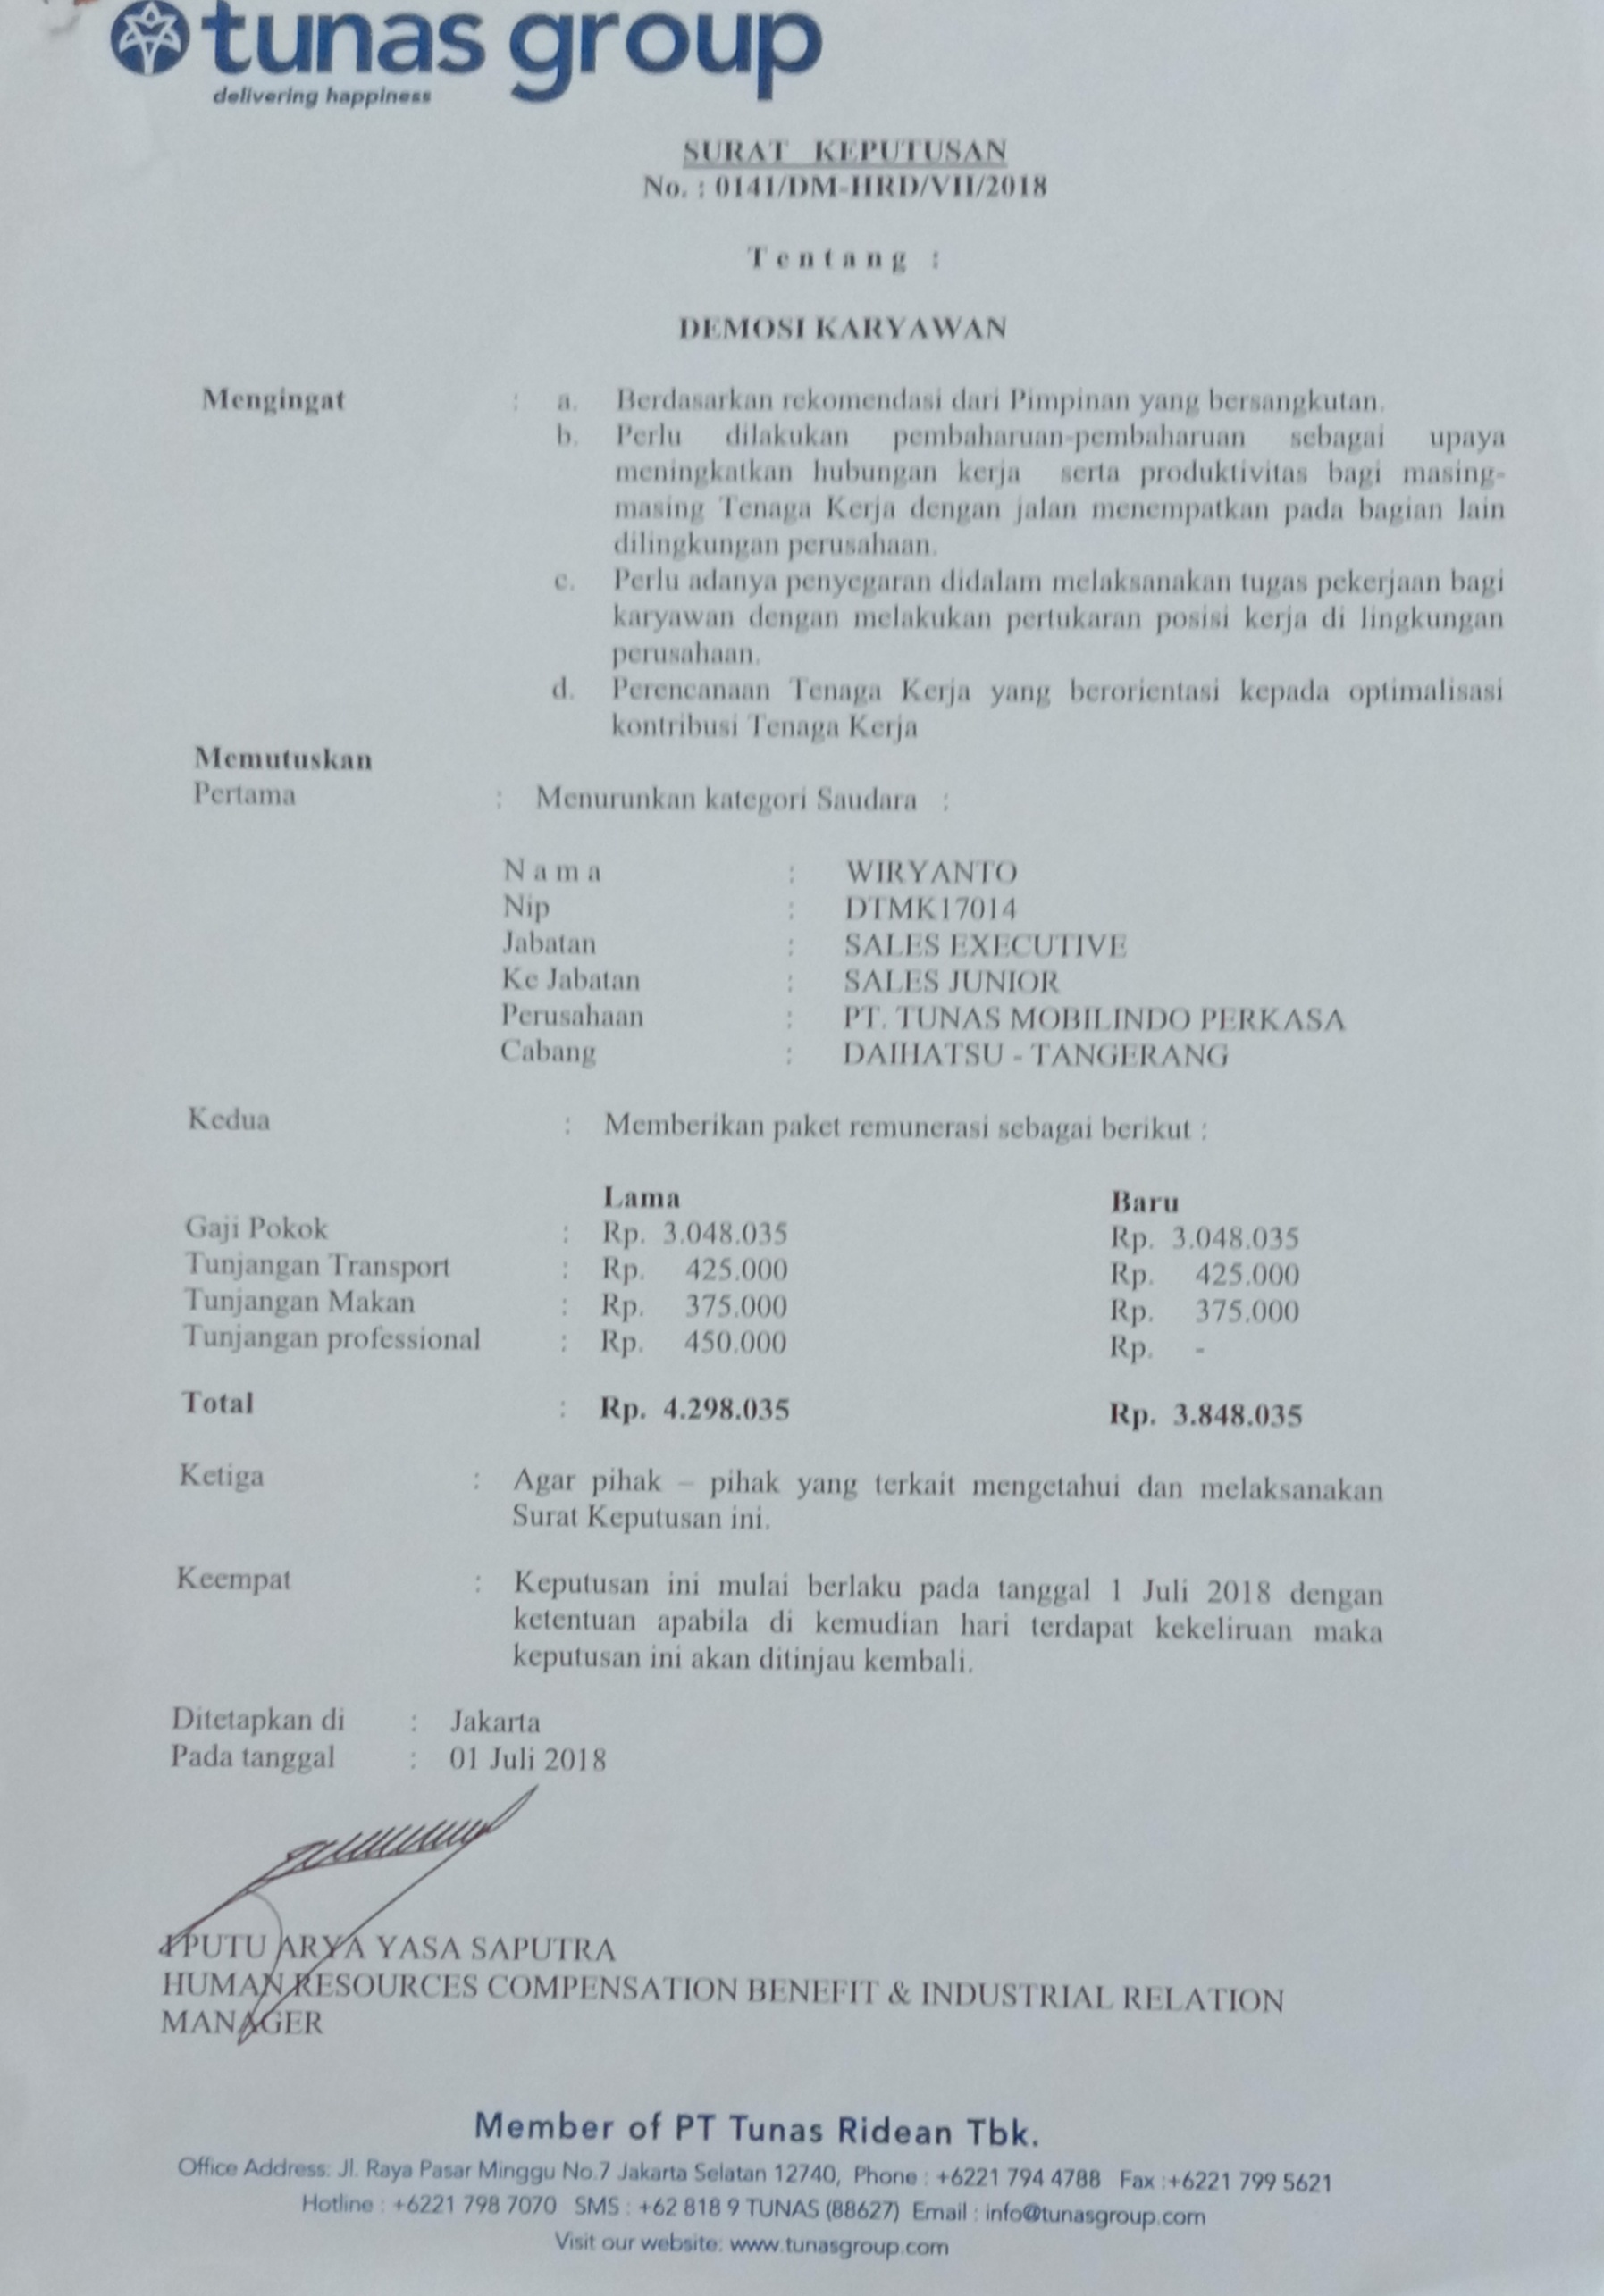 tunas group
delivering happiness
SURAT KEPUTUSAN
No. : 0141/DM-HRD/VII/2018
Tentang :
DEMOSI KARYAWAN
Mengingat : a. Berdasarkan rekomendasi dari Pimpinan yang bersangkutan.
b. Perlu dilakukan pembaharuan-pembaharuan sebagai upaya
meningkatkan hubungan kerja serta produktivitas bagi masing-
masing Tenaga Kerja dengan jalan menempatkan pada bagian lain
dilingkungan perusahaan.
c. Perlu adanya penyegaran didalam melaksanakan tugas pekerjaan bagi
karyawan dengan melakukan pertukaran posisi kerja di lingkungan
perusahaan.
d. Perencanaan Tenaga Kerja yang berorientasi kepada optimalisasi
kontribusi Tenaga Kerja
Memutuskan
Pertama : Menurunkan kategori Saudara :
Nama : WIRYANTO
Nip : DTMK17014
Jabatan : SALES EXECUTIVE
Ke Jabatan : SALES JUNIOR
Perusahaan : PT. TUNAS MOBILINDO PERKASA
Cabang : DAIHATSU - TANGERANG
Kedua : Memberikan paket remunerasi sebagai berikut :
Lama Baru
Gaji Pokok : Rp. 3.048.035 Rp. 3.048.035
Tunjangan Transport : Rp. 425.000 Rp. 425.000
Tunjangan Makan : Rp. 375.000 Rp. 375.000
Tunjangan professional : Rp. 450.000 Rp. -
Total : Rp. 4.298.035 Rp. 3.848.035
Ketiga : Agar pihak – pihak yang terkait mengetahui dan melaksanakan
Surat Keputusan ini.
Keempat : Keputusan ini mulai berlaku pada tanggal 1 Juli 2018 dengan
ketentuan apabila di kemudian hari terdapat kekeliruan maka
keputusan ini akan ditinjau kembali.
Ditetapkan di : Jakarta
Pada tanggal : 01 Juli 2018
I PUTU ARYA YASA SAPUTRA
HUMAN RESOURCES COMPENSATION BENEFIT & INDUSTRIAL RELATION
MANAGER
Member of PT Tunas Ridean Tbk.
Office Address: Jl. Raya Pasar Minggu No.7 Jakarta Selatan 12740, Phone : +6221 794 4788 Fax :+6221 799 5621
Hotline : +6221 798 7070 SMS : +62 818 9 TUNAS (88627) Email : info@tunasgroup.com
Visit our website: www.tunasgroup.com